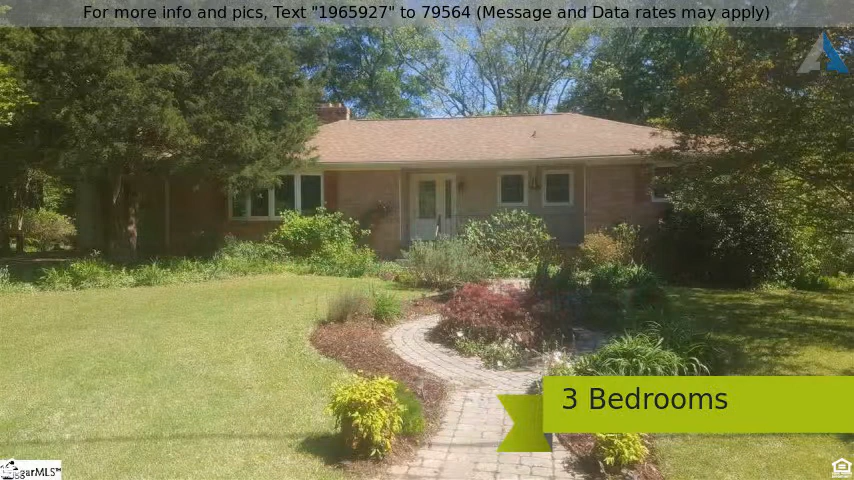 For more info and pics, Text "1965927" to 79564 (Message and Data rates may apply)
3 Bedrooms